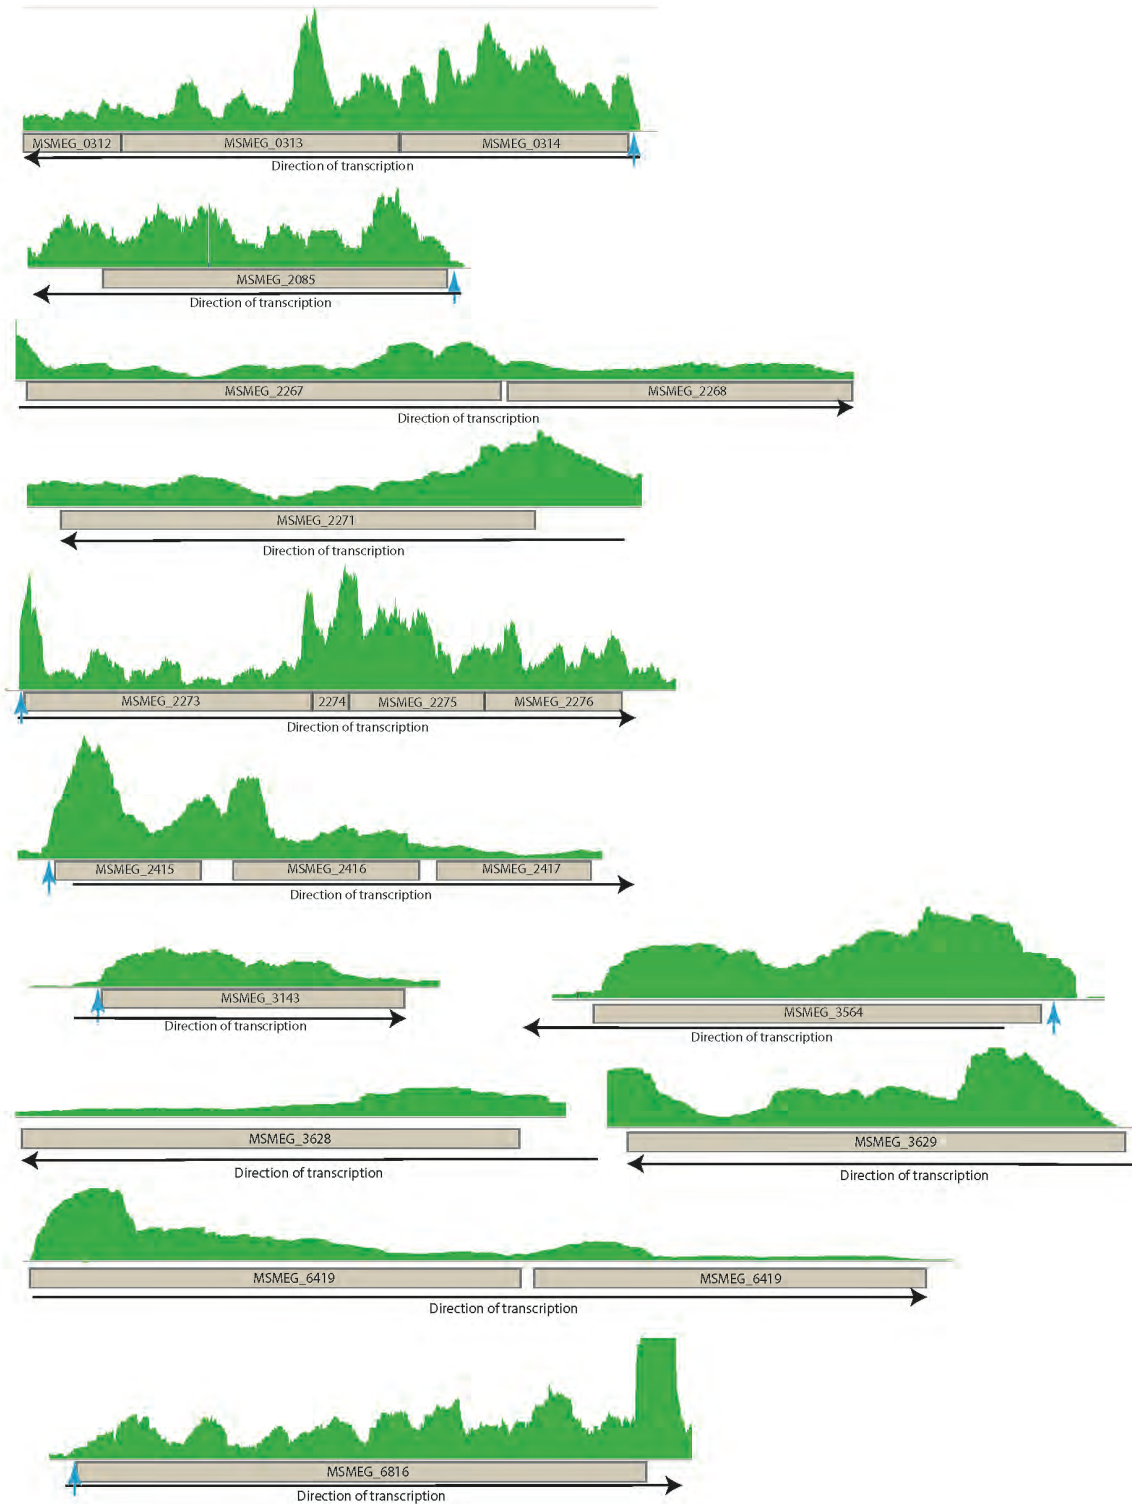 MSMEG_0312 MSMEG_0313 MSMEG_0314
Direction of transcription
MSMEG_2085
Direction of transcription
MSMEG_2267 MSMEG_2268
Direction of transcription
MSMEG_2271
Direction of transcription
MSMEG_2273 2274 MSMEG_2275 MSMEG_2276
Direction of transcription
MSMEG_2415 MSMEG_2416 MSMEG_2417
Direction of transcription
MSMEG_3143
Direction of transcription
MSMEG_3564
Direction of transcription
MSMEG_3628
Direction of transcription
MSMEG_3629
Direction of transcription
MSMEG_6419 MSMEG_6419
Direction of transcription
MSMEG_6816
Direction of transcription